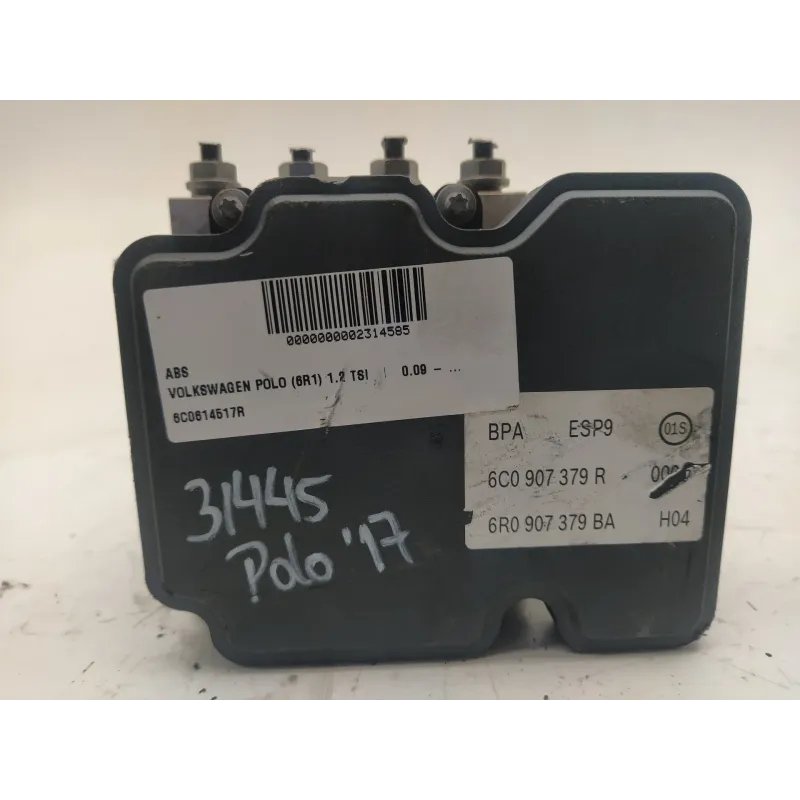 0000000002314585
ABS
VOLKSWAGEN POLO (6R1) 1.2 TSI | 0.09 - ...
6C0614517R
BPA ESP9 01S
6C0 907 379 R
6R0 907 379 BA H04
31445
Polo '17